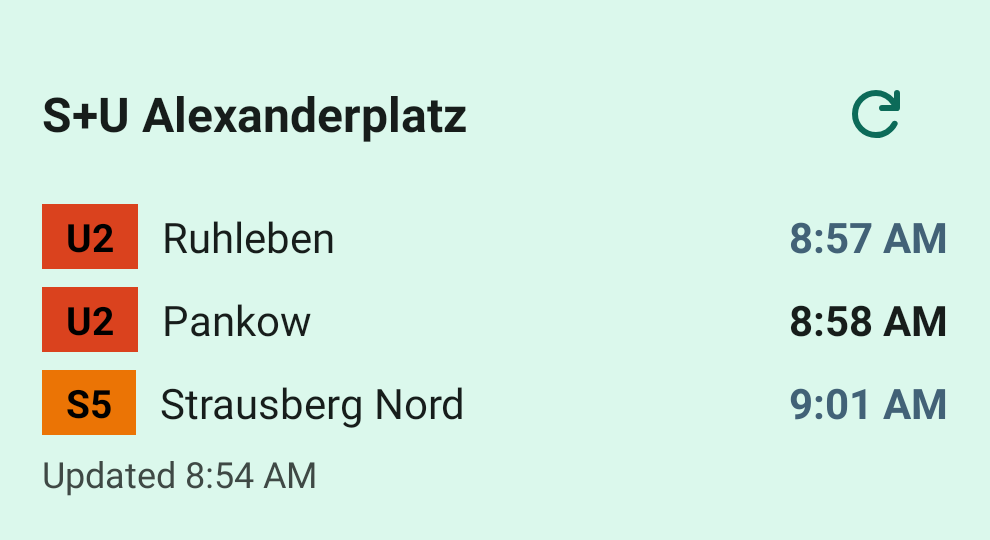 S+U Alexanderplatz
U2 Ruhleben 8:57 AM
U2 Pankow 8:58 AM
S5 Strausberg Nord 9:01 AM
Updated 8:54 AM